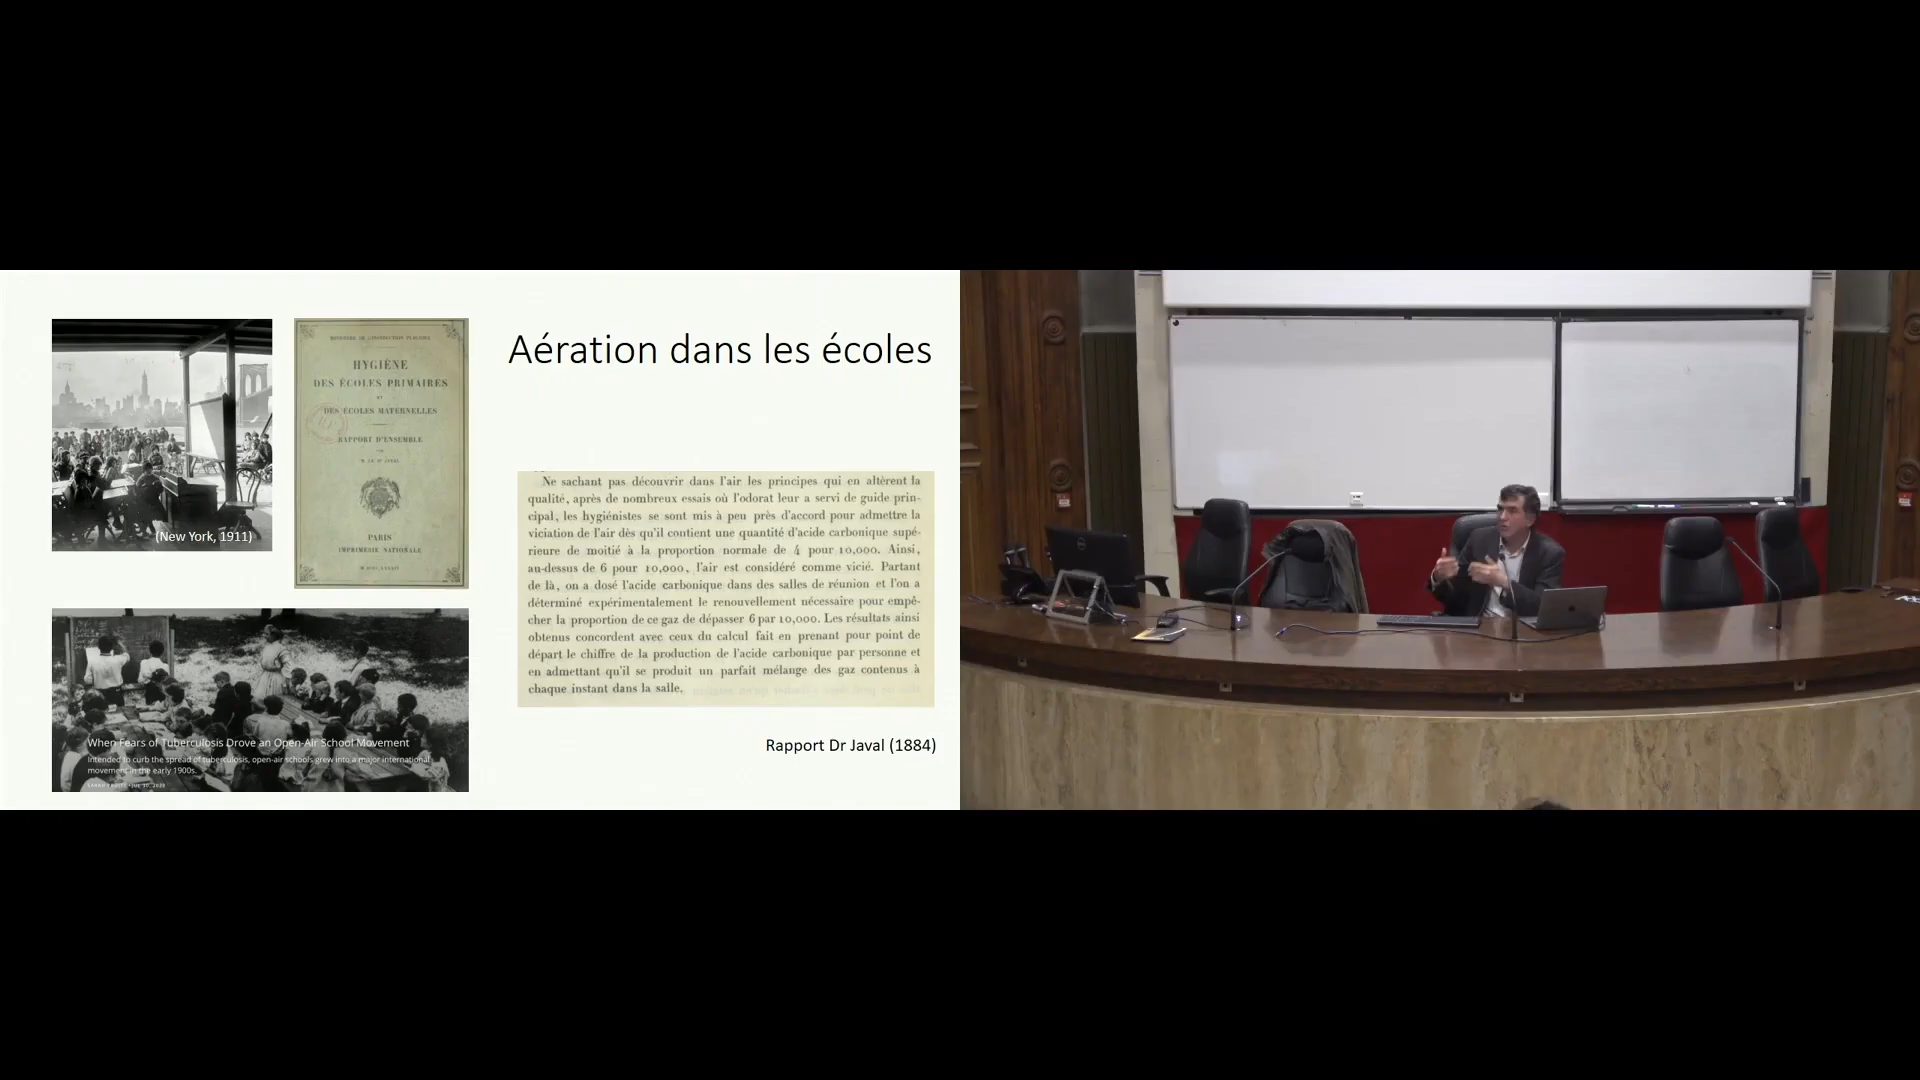 Aération dans les écoles
(New York, 1911)
MINISTÈRE DE L'INSTRUCTION PUBLIQUE
HYGIÈNE
DES ÉCOLES PRIMAIRES
ET
DES ÉCOLES MATERNELLES
RAPPORT D'ENSEMBLE
PARIS
IMPRIMERIE NATIONALE
When Fears of Tuberculosis Drove an Open-Air School Movement
Intended to curb the spread of tuberculosis, open-air schools grew into a major international
movement in the early 1900s.
Ne sachant pas découvrir dans l'air les principes qui en altèrent la
qualité, après de nombreux essais où l'odorat leur a servi de guide prin-
cipal, les hygiénistes se sont mis à peu près d'accord pour admettre la
viciation de l'air dès qu'il contient une quantité d'acide carbonique supé-
rieure de moitié à la proportion normale de 4 pour 10,000. Ainsi,
au-dessus de 6 pour 10,000, l'air est considéré comme vicié. Partant
de là, on a dosé l'acide carbonique dans des salles de réunion et l'on a
déterminé expérimentalement le renouvellement nécessaire pour empê-
cher la proportion de ce gaz de dépasser 6 par 10,000. Les résultats ainsi
obtenus concordent avec ceux du calcul fait en prenant pour point de
départ le chiffre de la production de l'acide carbonique par personne et
en admettant qu'il se produit un parfait mélange des gaz contenus à
chaque instant dans la salle.
Rapport Dr Javal (1884)